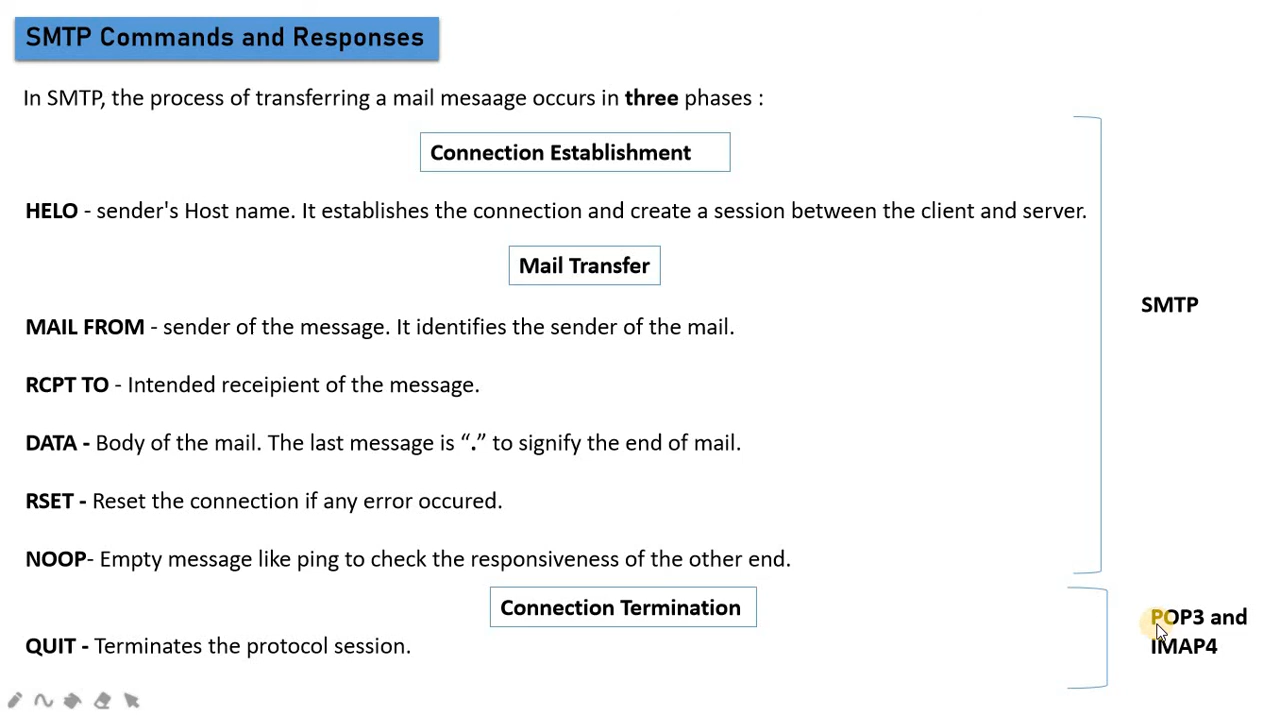 SMTP Commands and Responses
In SMTP, the process of transferring a mail mesaage occurs in three phases :
Connection Establishment
HELO - sender's Host name. It establishes the connection and create a session between the client and server.
Mail Transfer
SMTP
MAIL FROM - sender of the message. It identifies the sender of the mail.
RCPT TO - Intended receipient of the message.
DATA - Body of the mail. The last message is “.” to signify the end of mail.
RSET - Reset the connection if any error occured.
NOOP- Empty message like ping to check the responsiveness of the other end.
Connection Termination
QUIT - Terminates the protocol session.
POP3 and
IMAP4